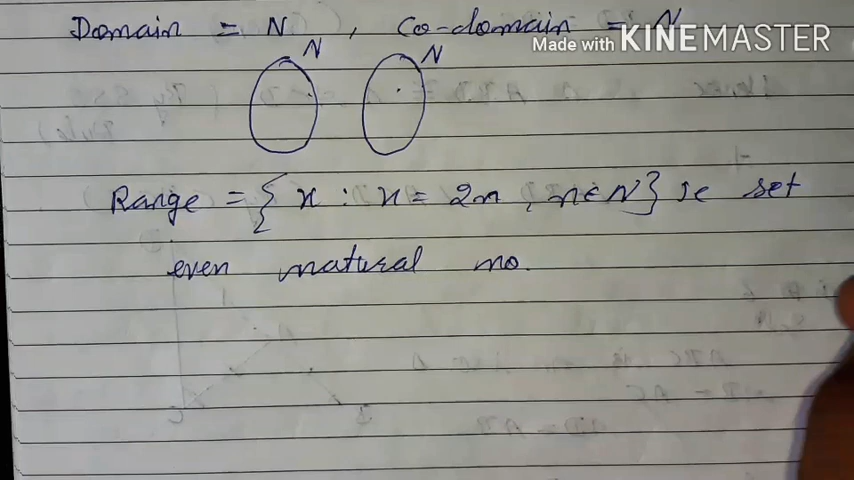 Domain = N, Co-domain = N
Made with KINEMASTER
N N
Range = { x : x = 2n, n ∈ N } ie set
even natural no.